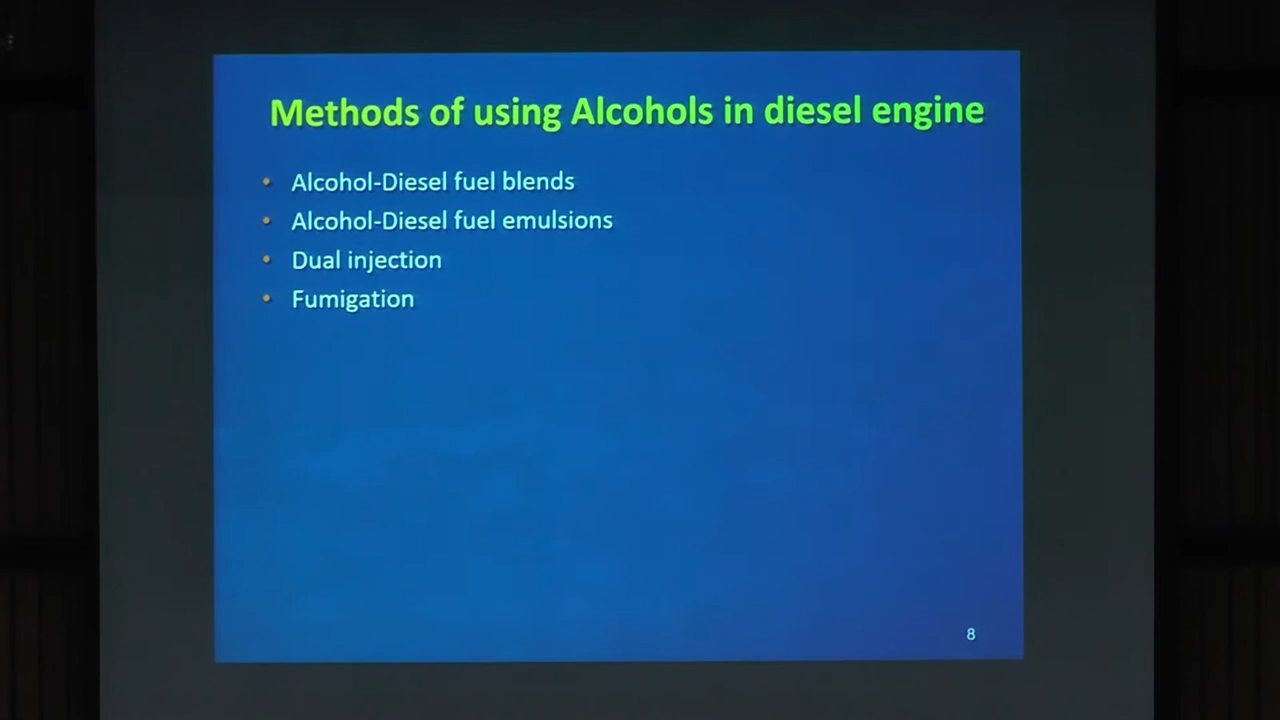 Methods of using Alcohols in diesel engine
• Alcohol-Diesel fuel blends
• Alcohol-Diesel fuel emulsions
• Dual injection
• Fumigation
8